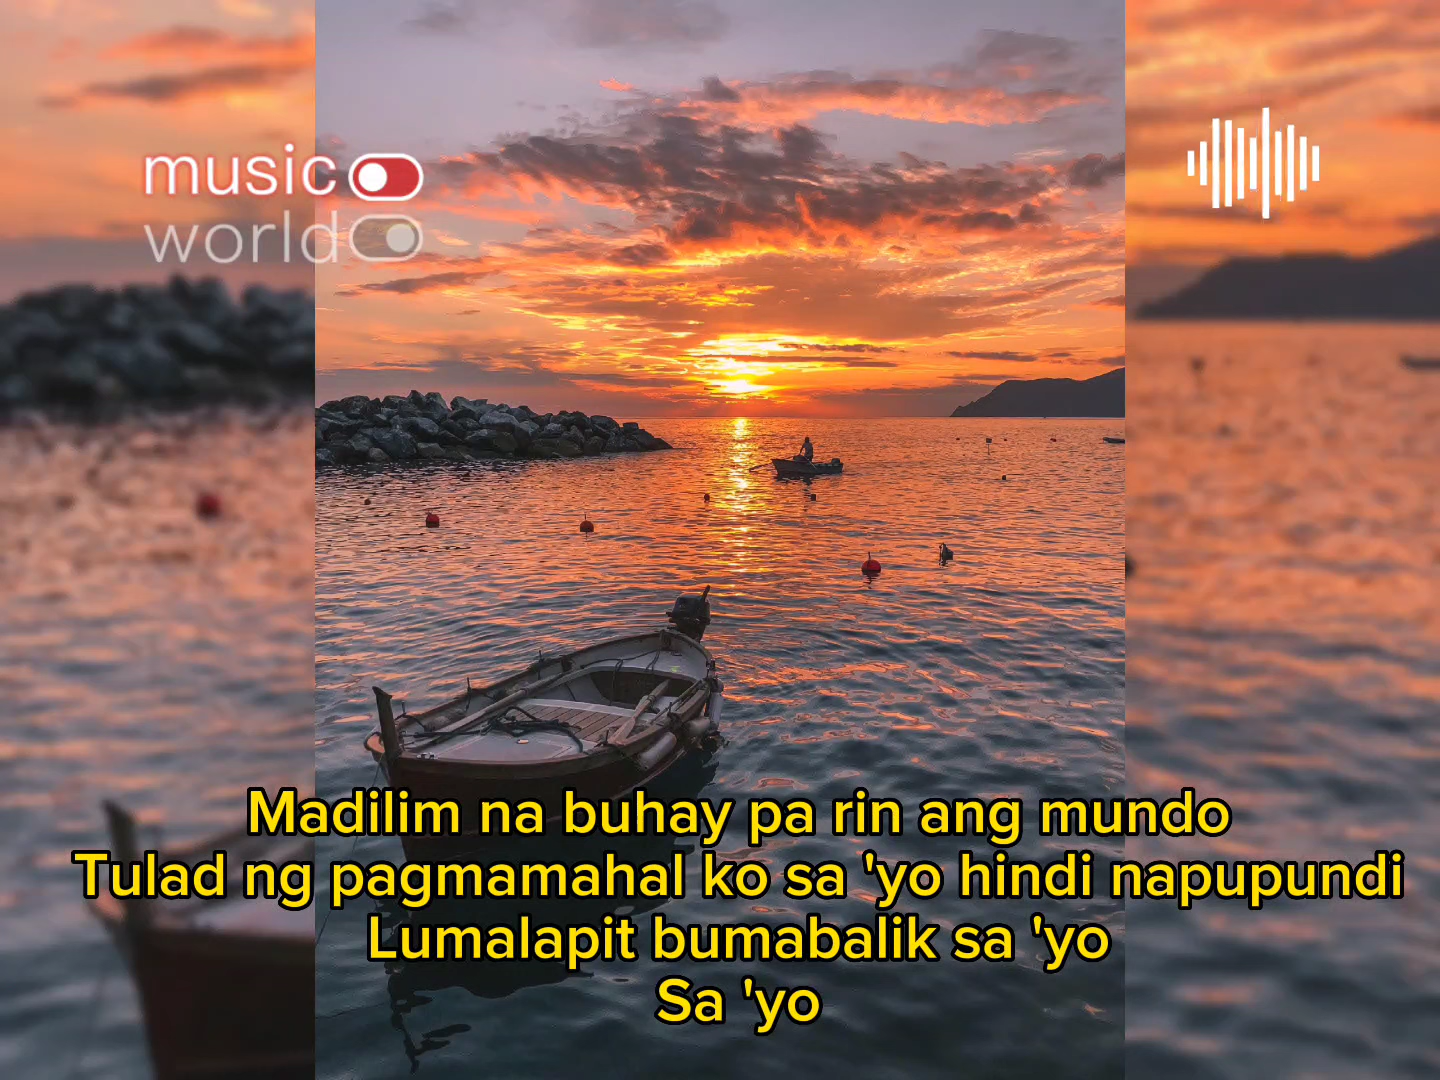 music
world
Madilim na buhay pa rin ang mundo
Tulad ng pagmamahal ko sa 'yo hindi napupundi
Lumalapit bumabalik sa 'yo
Sa 'yo